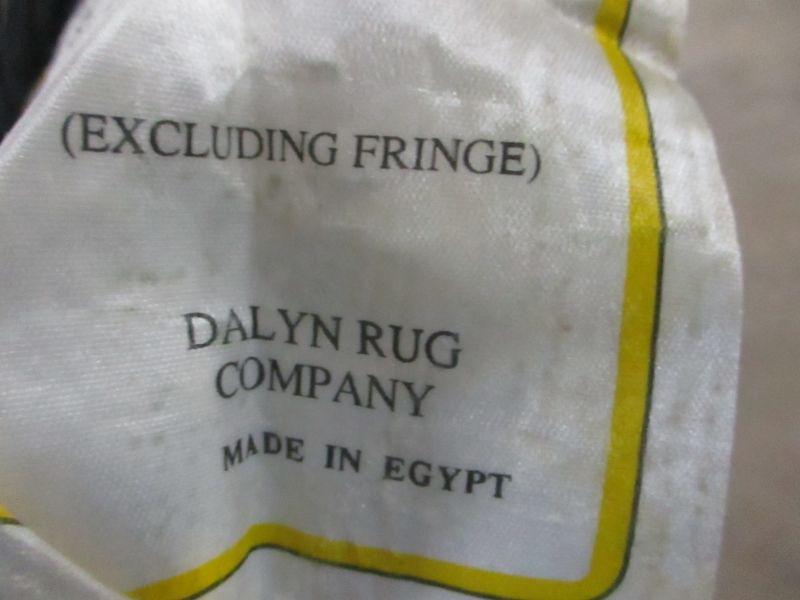 (EXCLUDING FRINGE)
DALYN RUG
COMPANY
MADE IN EGYPT